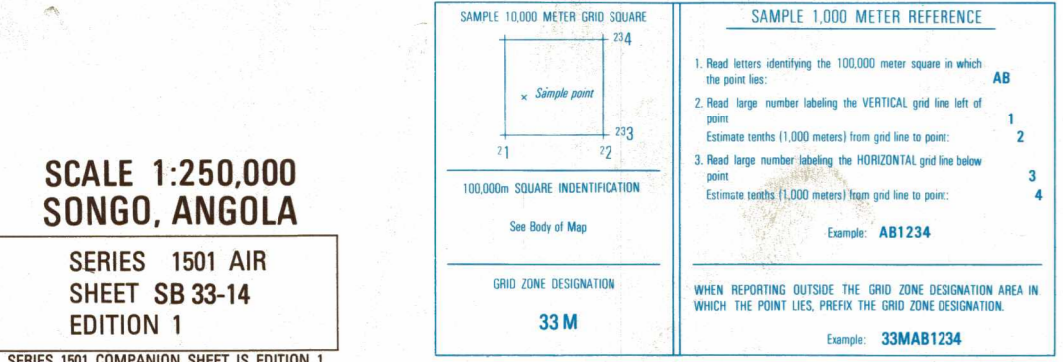 SCALE 1:250,000
SONGO, ANGOLA
SERIES 1501 AIR
SHEET SB 33-14
EDITION 1
SERIES 1501 COMPANION SHEET IS EDITION 1
SAMPLE 10,000 METER GRID SQUARE
234
× Sample point
233
21 22
100,000m SQUARE INDENTIFICATION
See Body of Map
GRID ZONE DESIGNATION
33 M
SAMPLE 1,000 METER REFERENCE
1. Read letters identifying the 100,000 meter square in which
the point lies: AB
2. Read large number labeling the VERTICAL grid line left of
point 1
Estimate tenths (1,000 meters) from grid line to point: 2
3. Read large number labeling the HORIZONTAL grid line below
point 3
Estimate tenths (1,000 meters) from grid line to point: 4
Example: AB1234
WHEN REPORTING OUTSIDE THE GRID ZONE DESIGNATION AREA IN
WHICH THE POINT LIES, PREFIX THE GRID ZONE DESIGNATION.
Example: 33MAB1234